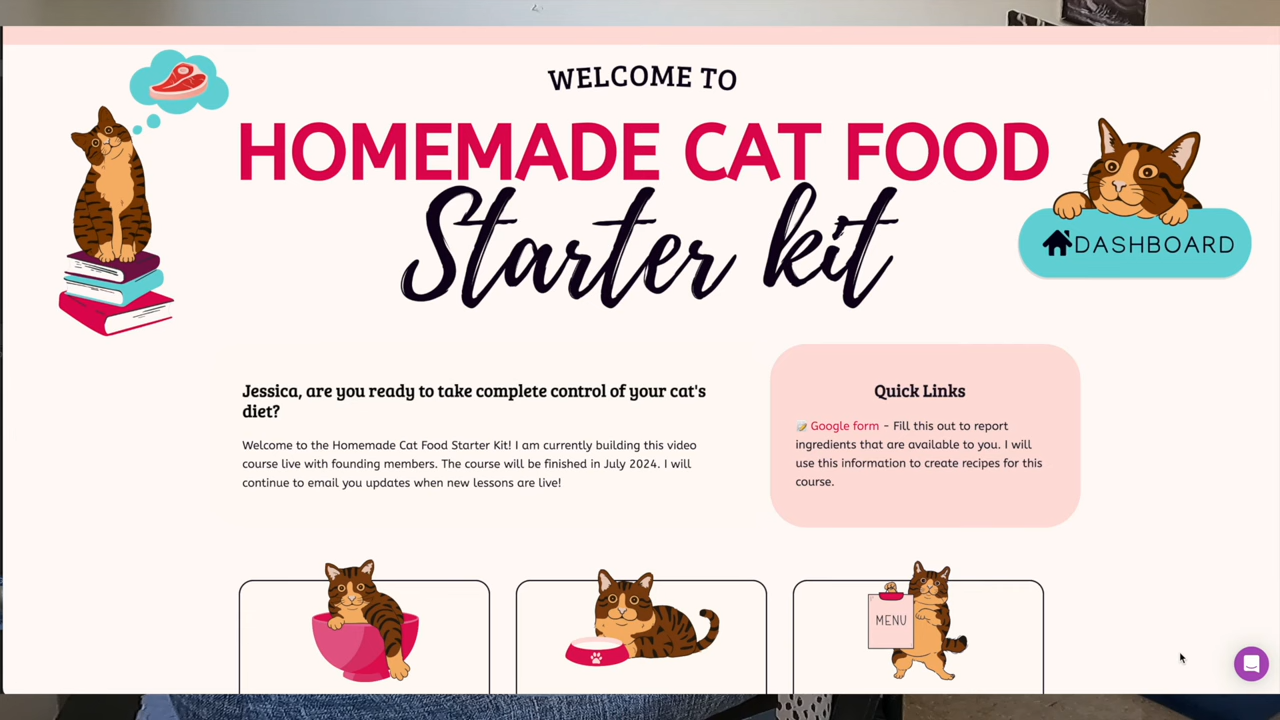 WELCOME TO
HOMEMADE CAT FOOD
Starter kit
DASHBOARD
Jessica, are you ready to take complete control of your cat's
diet?
Welcome to the Homemade Cat Food Starter Kit! I am currently building this video
course live with founding members. The course will be finished in July 2024. I will
continue to email you updates when new lessons are live!
Quick Links
Google form - Fill this out to report
ingredients that are available to you. I will
use this information to create recipes for this
course.
MENU